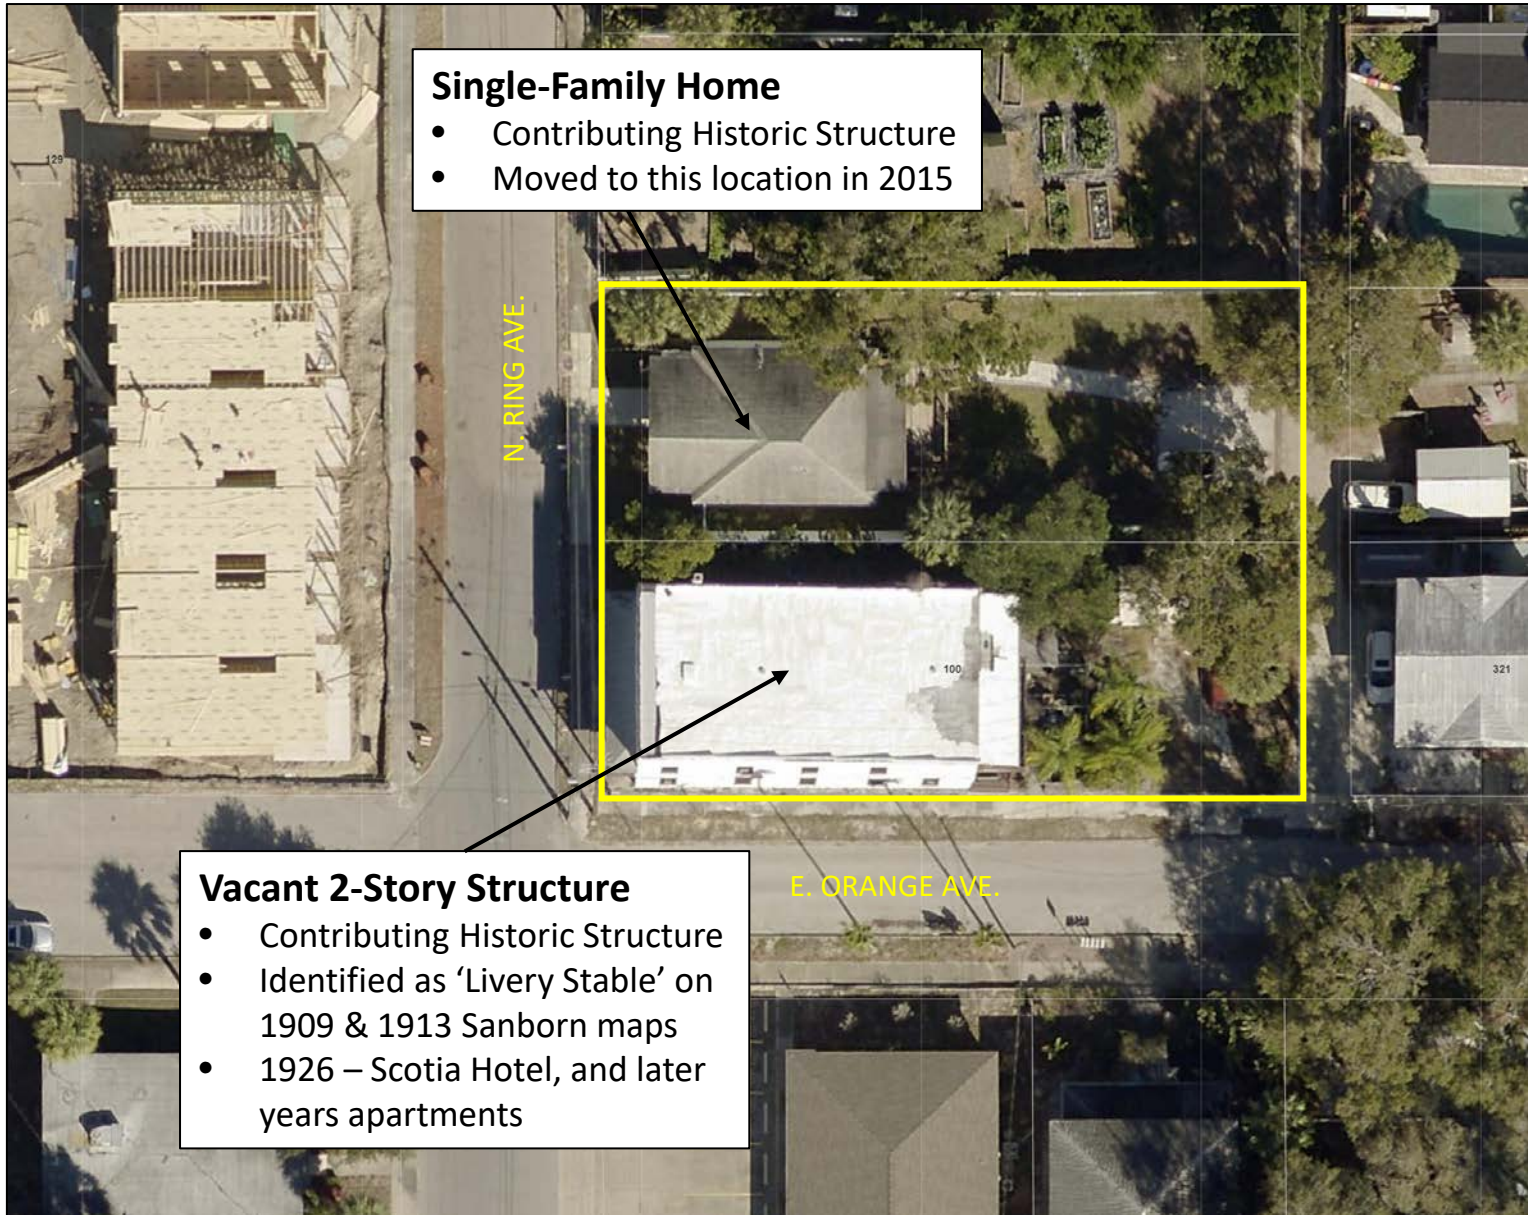 Single-Family Home
• Contributing Historic Structure
• Moved to this location in 2015
129
N. RING AVE.
100
321
Vacant 2-Story Structure
• Contributing Historic Structure
• Identified as ‘Livery Stable’ on
1909 & 1913 Sanborn maps
• 1926 – Scotia Hotel, and later
years apartments
E. ORANGE AVE.